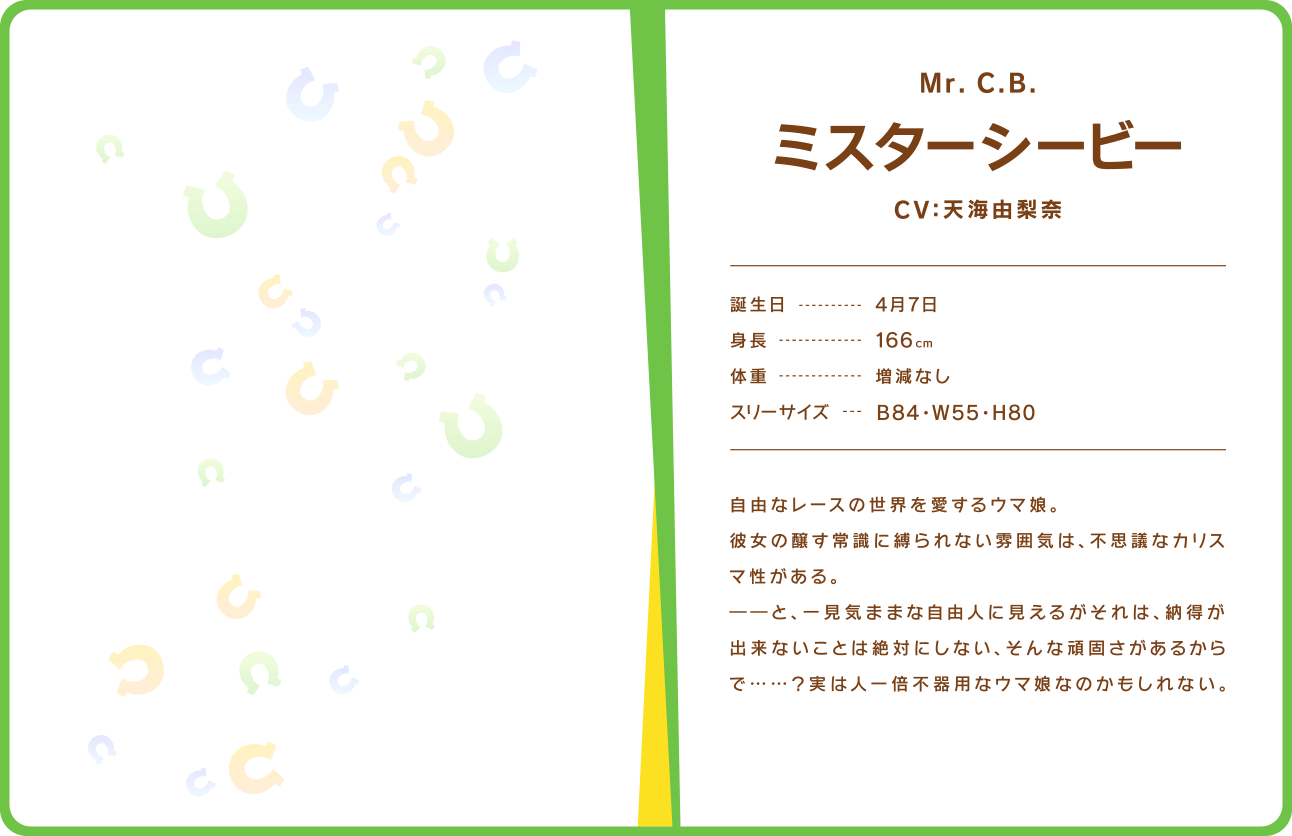 Mr. C.B.
ミスターシービー
CV:天海由梨奈
誕生日 ---------- 4月7日
身長 ------------- 166cm
体重 ------------- 増減なし
スリーサイズ --- B84・W55・H80
自由なレースの世界を愛するウマ娘。
彼女の醸す常識に縛られない雰囲気は、不思議なカリス
マ性がある。
――と、一見気ままな自由人に見えるがそれは、納得が
出来ないことは絶対にしない、そんな頑固さがあるから
で……?実は人一倍不器用なウマ娘なのかもしれない。